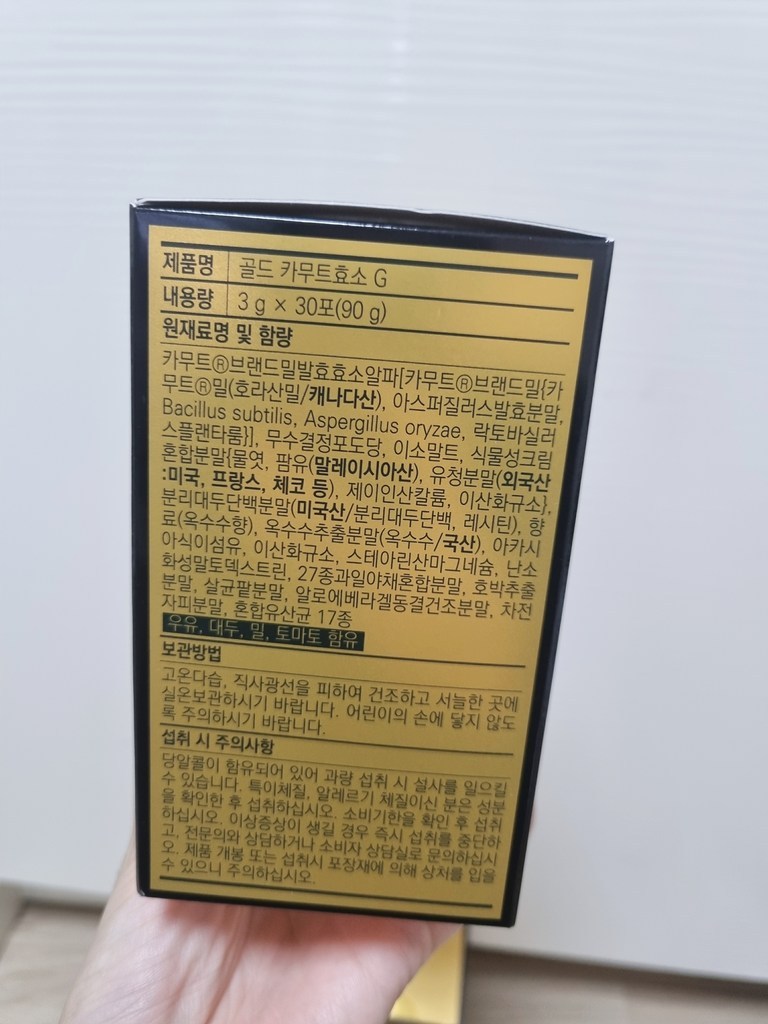 제품명 골드 카무트효소 G
내용량 3 g × 30포(90 g)
원재료명 및 함량
카무트®브랜드밀발효효소알파[카무트®브랜드밀{카
무트®밀(호라산밀/캐나다산), 아스퍼질러스발효분말,
Bacillus subtilis, Aspergillus oryzae, 락토바실러
스플랜타룸}], 무수결정포도당, 이소말트, 식물성크림
혼합분말{물엿, 팜유(말레이시아산), 유청분말(외국산
:미국, 프랑스, 체코 등), 제이인산칼륨, 이산화규소},
분리대두단백분말(미국산/분리대두단백, 레시틴), 향
료(옥수수향), 옥수수추출분말(옥수수/국산), 아카시
아식이섬유, 이산화규소, 스테아린산마그네슘, 난소
화성말토덱스트린, 27종과일야채혼합분말, 호박추출
분말, 살균팥분말, 알로에베라겔동결건조분말, 차전
자피분말, 혼합유산균 17종
우유, 대두, 밀, 토마토 함유
보관방법
고온다습, 직사광선을 피하여 건조하고 서늘한 곳에
실온보관하시기 바랍니다. 어린이의 손에 닿지 않도
록 주의하시기 바랍니다.
섭취 시 주의사항
당알콜이 함유되어 있어 과량 섭취 시 설사를 일으킬
수 있습니다. 특이체질, 알레르기 체질이신 분은 성분
을 확인한 후 섭취하십시오. 소비기한을 확인 후 섭취
하십시오. 이상증상이 생길 경우 즉시 섭취를 중단하
고, 전문의와 상담하거나 소비자 상담실로 문의하십시
오. 제품 개봉 또는 섭취시 포장재에 의해 상처를 입을
수 있으니 주의하십시오.